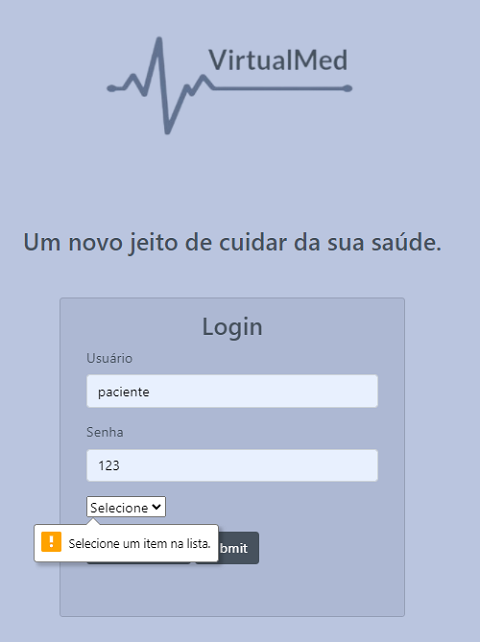 VirtualMed
Um novo jeito de cuidar da sua saúde.
Login
Usuário
paciente
Senha
123
Selecione
Selecione um item na lista.